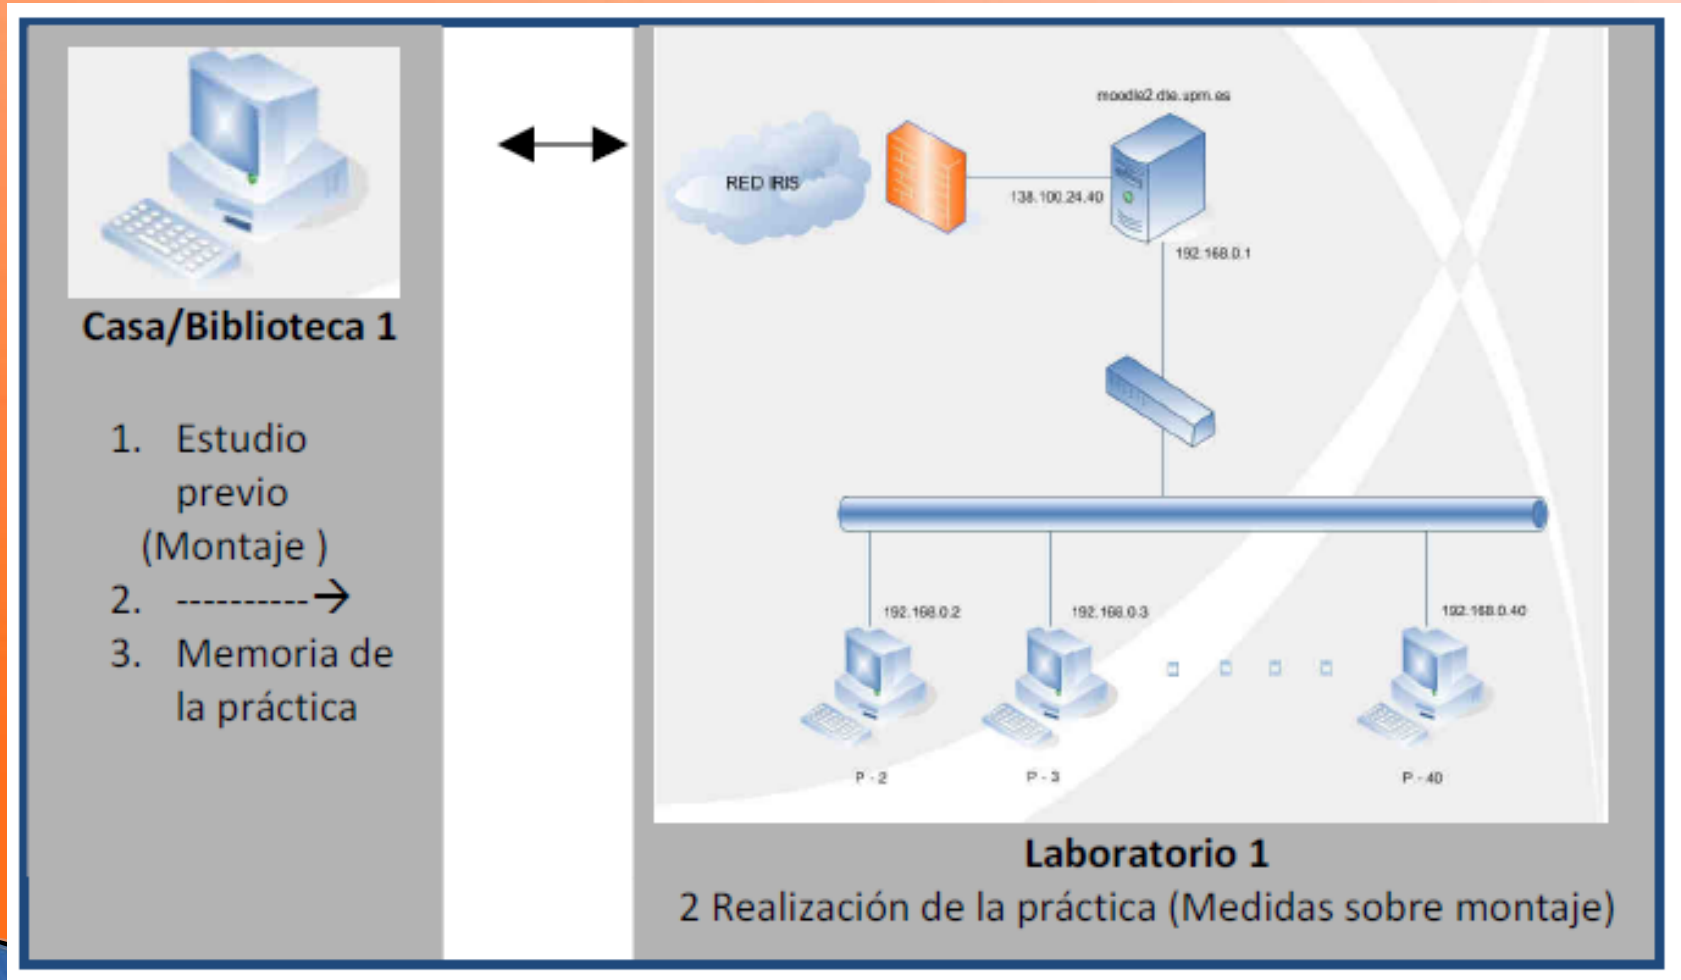 Casa/Biblioteca 1
1. Estudio
previo
(Montaje )
2. ----------→
3. Memoria de
la práctica
moodle2.dte.upm.es
RED IRIS
138.100.24.40
192.168.0.1
192.168.0.2
192.168.0.3
192.168.0.40
P - 2
P - 3
P - 40
Laboratorio 1
2 Realización de la práctica (Medidas sobre montaje)